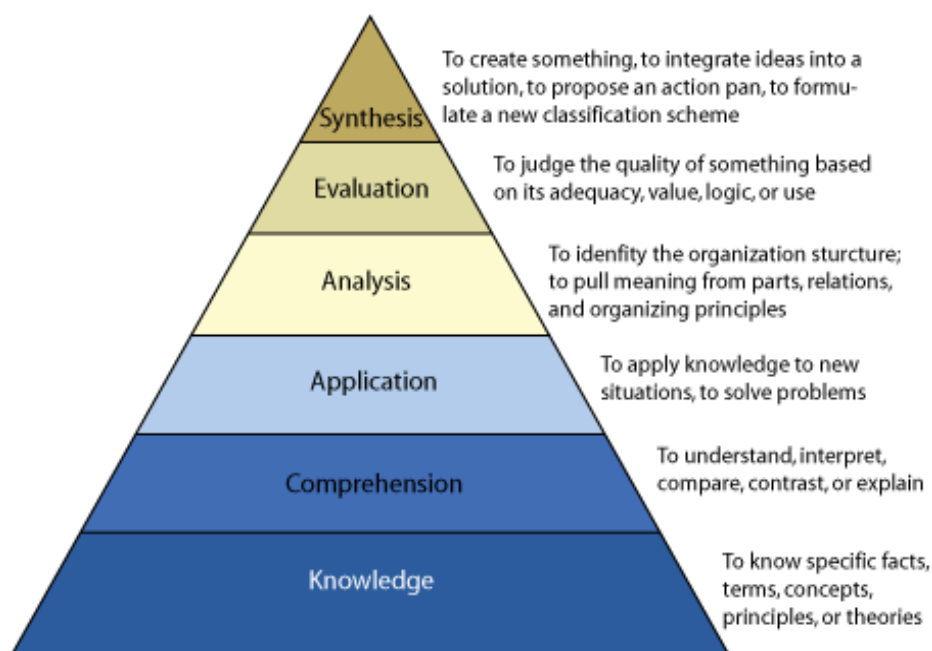 To create something, to integrate ideas into a
solution, to propose an action pan, to formu-
late a new classification scheme
Synthesis
To judge the quality of something based
on its adequacy, value, logic, or use
Evaluation
To idenfity the organization sturcture;
to pull meaning from parts, relations,
and organizing principles
Analysis
To apply knowledge to new
situations, to solve problems
Application
To understand, interpret,
compare, contrast, or explain
Comprehension
To know specific facts,
terms, concepts,
principles, or theories
Knowledge